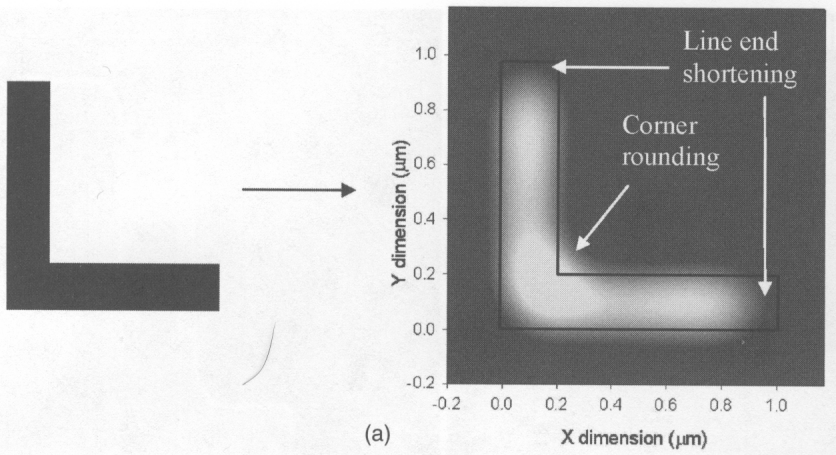 Line end
shortening
Corner
rounding
Y dimension (μm)
1.0
0.8
0.6
0.4
0.2
0.0
-0.2
-0.2 0.0 0.2 0.4 0.6 0.8 1.0
X dimension (μm)
(a)